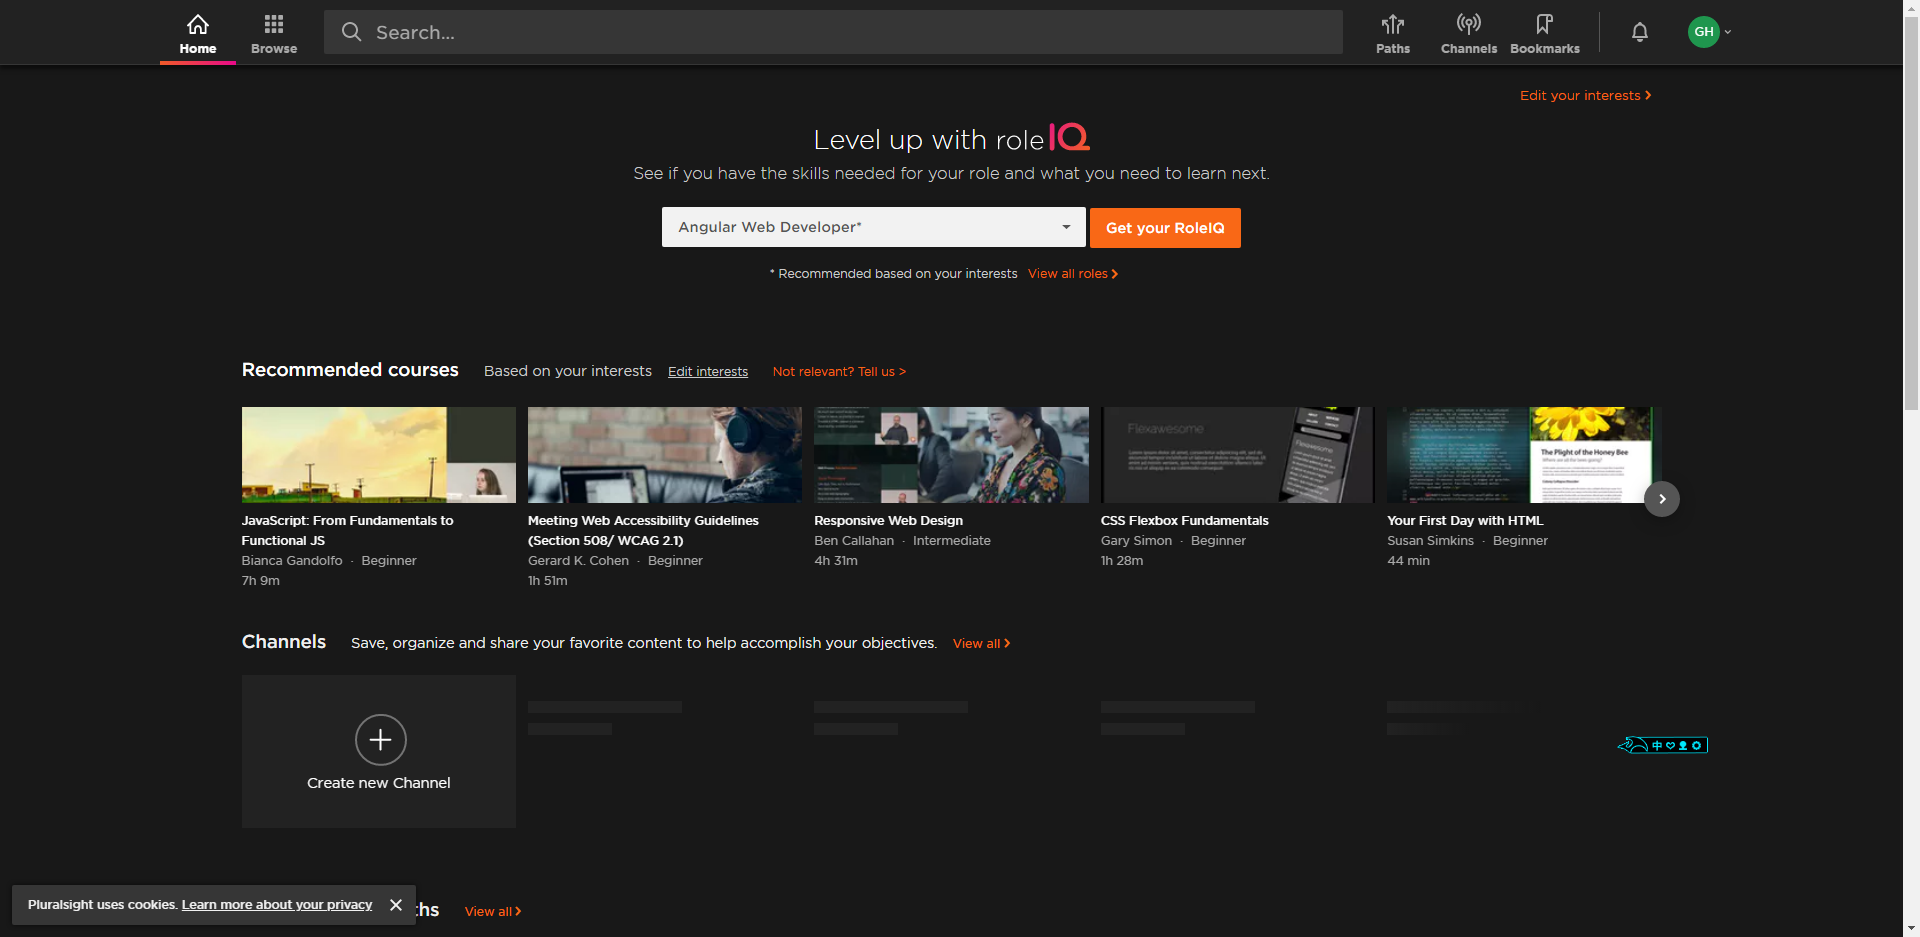 Home
Browse
Search...
Paths
Channels
Bookmarks
GH
Edit your interests
Level up with role IQ
See if you have the skills needed for your role and what you need to learn next.
Angular Web Developer*
Get your RoleIQ
* Recommended based on your interests View all roles
Recommended courses Based on your interests Edit interests Not relevant? Tell us >
Flexawesome
Flexawesome
The Plight of the Honey Bee
JavaScript: From Fundamentals to
Functional JS
Bianca Gandolfo · Beginner
7h 9m
Meeting Web Accessibility Guidelines
(Section 508/ WCAG 2.1)
Gerard K. Cohen · Beginner
1h 51m
Responsive Web Design
Ben Callahan · Intermediate
4h 31m
CSS Flexbox Fundamentals
Gary Simon · Beginner
1h 28m
Your First Day with HTML
Susan Simkins · Beginner
44 min
Channels Save, organize and share your favorite content to help accomplish your objectives. View all
Create new Channel
中
Pluralsight uses cookies. Learn more about your privacy
ths View all